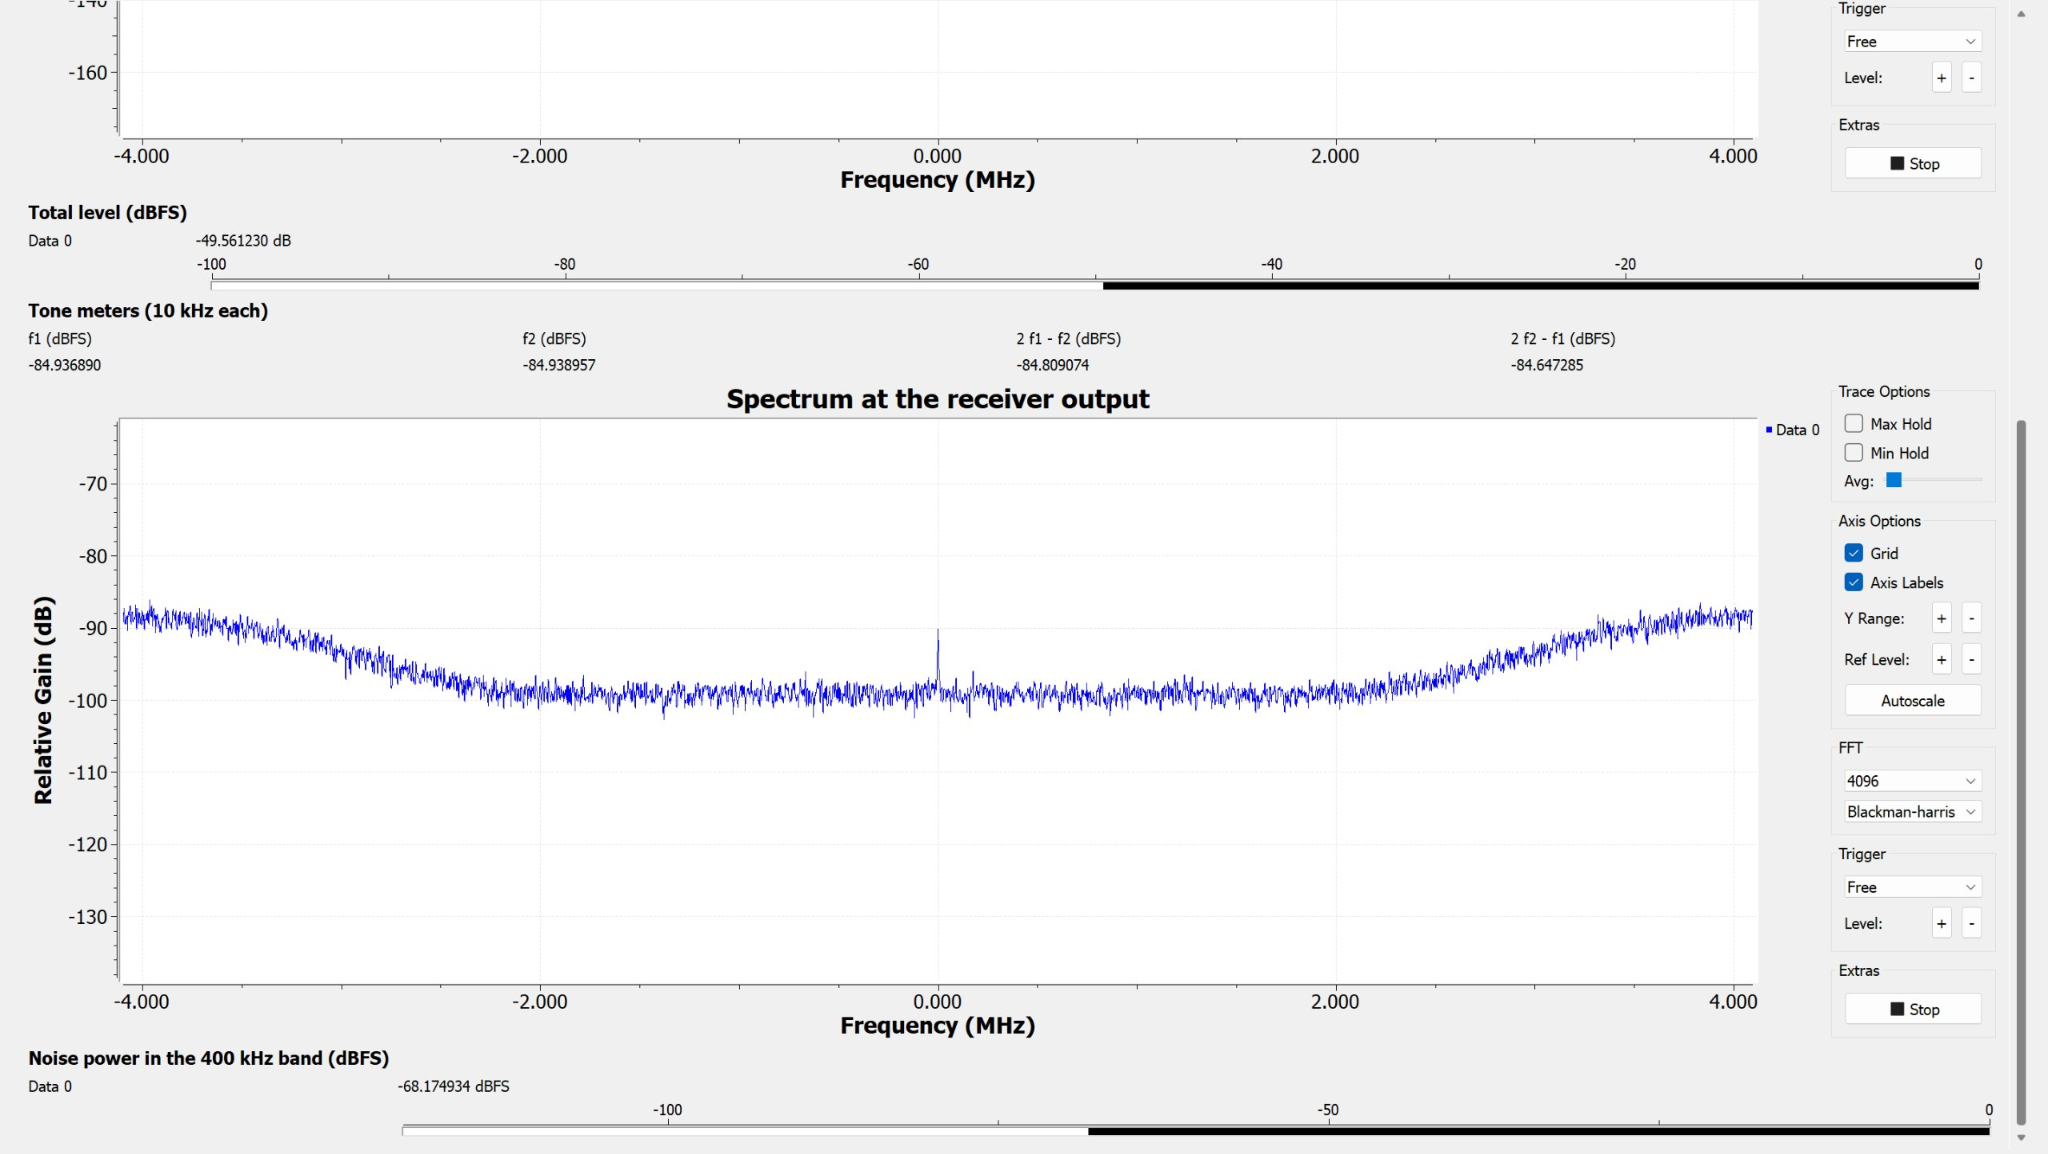 Trigger
-140
Free
-160
Level: + -
Extras
Stop
-4.000 -2.000 0.000 2.000 4.000
Frequency (MHz)
Total level (dBFS)
Data 0 -49.561230 dB
-100 -80 -60 -40 -20 0
Tone meters (10 kHz each)
f1 (dBFS) f2 (dBFS) 2 f1 - f2 (dBFS) 2 f2 - f1 (dBFS)
-84.936890 -84.938957 -84.809074 -84.647285
Spectrum at the receiver output
Relative Gain (dB)
-70
-80
-90
-100
-110
-120
-130
-4.000 -2.000 0.000 2.000 4.000
Frequency (MHz)
Data 0
Trace Options
Max Hold
Min Hold
Avg:
Axis Options
Grid
Axis Labels
Y Range: + -
Ref Level: + -
Autoscale
FFT
4096
Blackman-harris
Trigger
Free
Level: + -
Extras
Stop
Noise power in the 400 kHz band (dBFS)
Data 0 -68.174934 dBFS
-100 -50 0